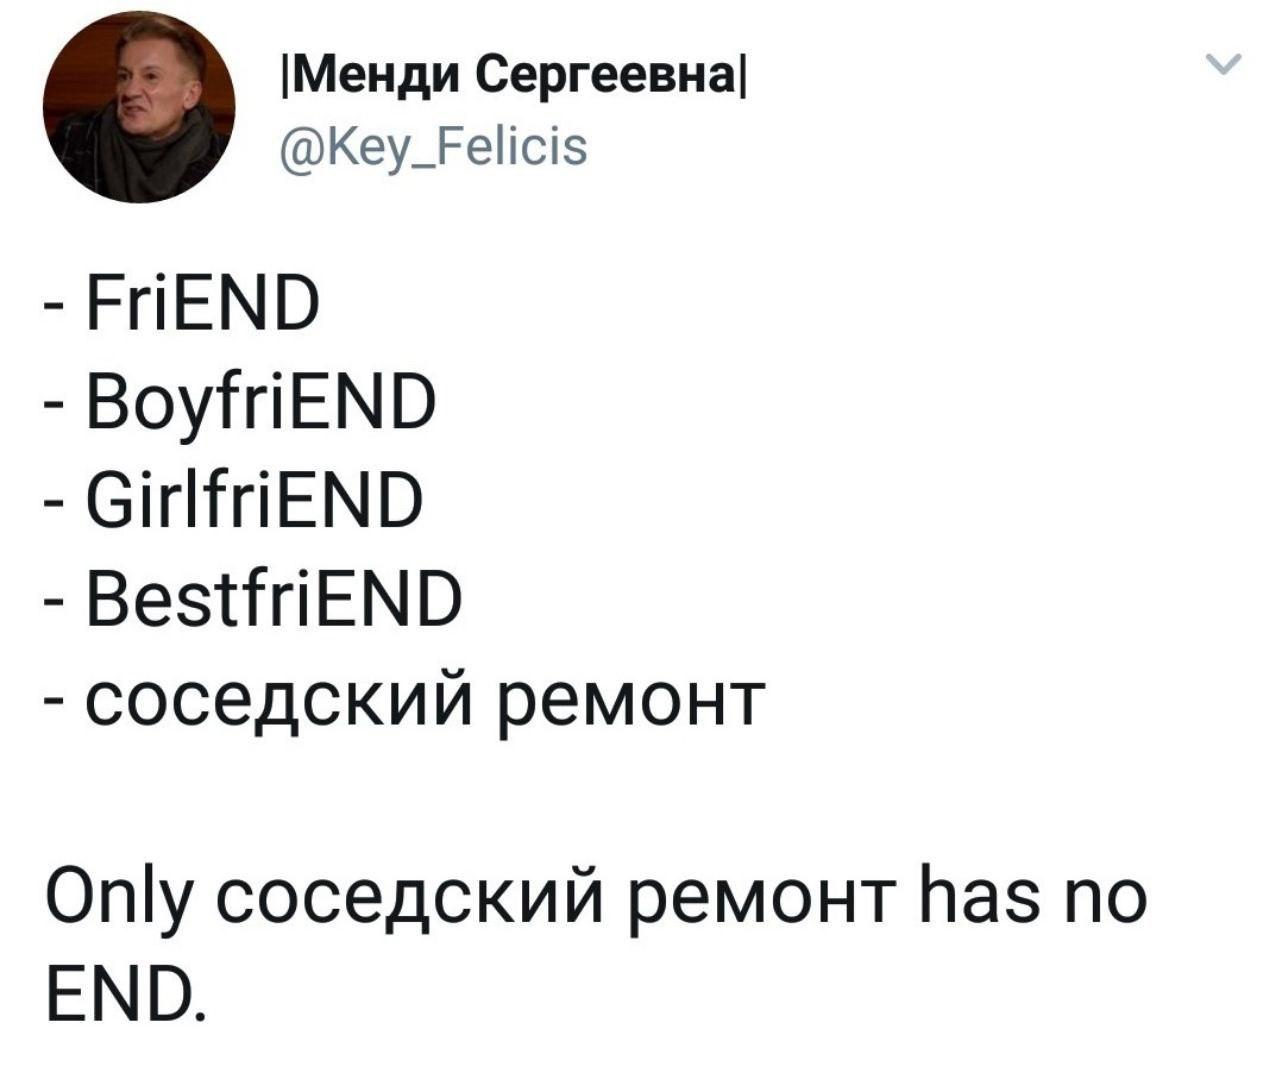 |Менди Сергеевна|
@Key_Felicis
- FriEND
- BoyfriEND
- GirlfriEND
- BestfriEND
- соседский ремонт
Only соседский ремонт has no
END.